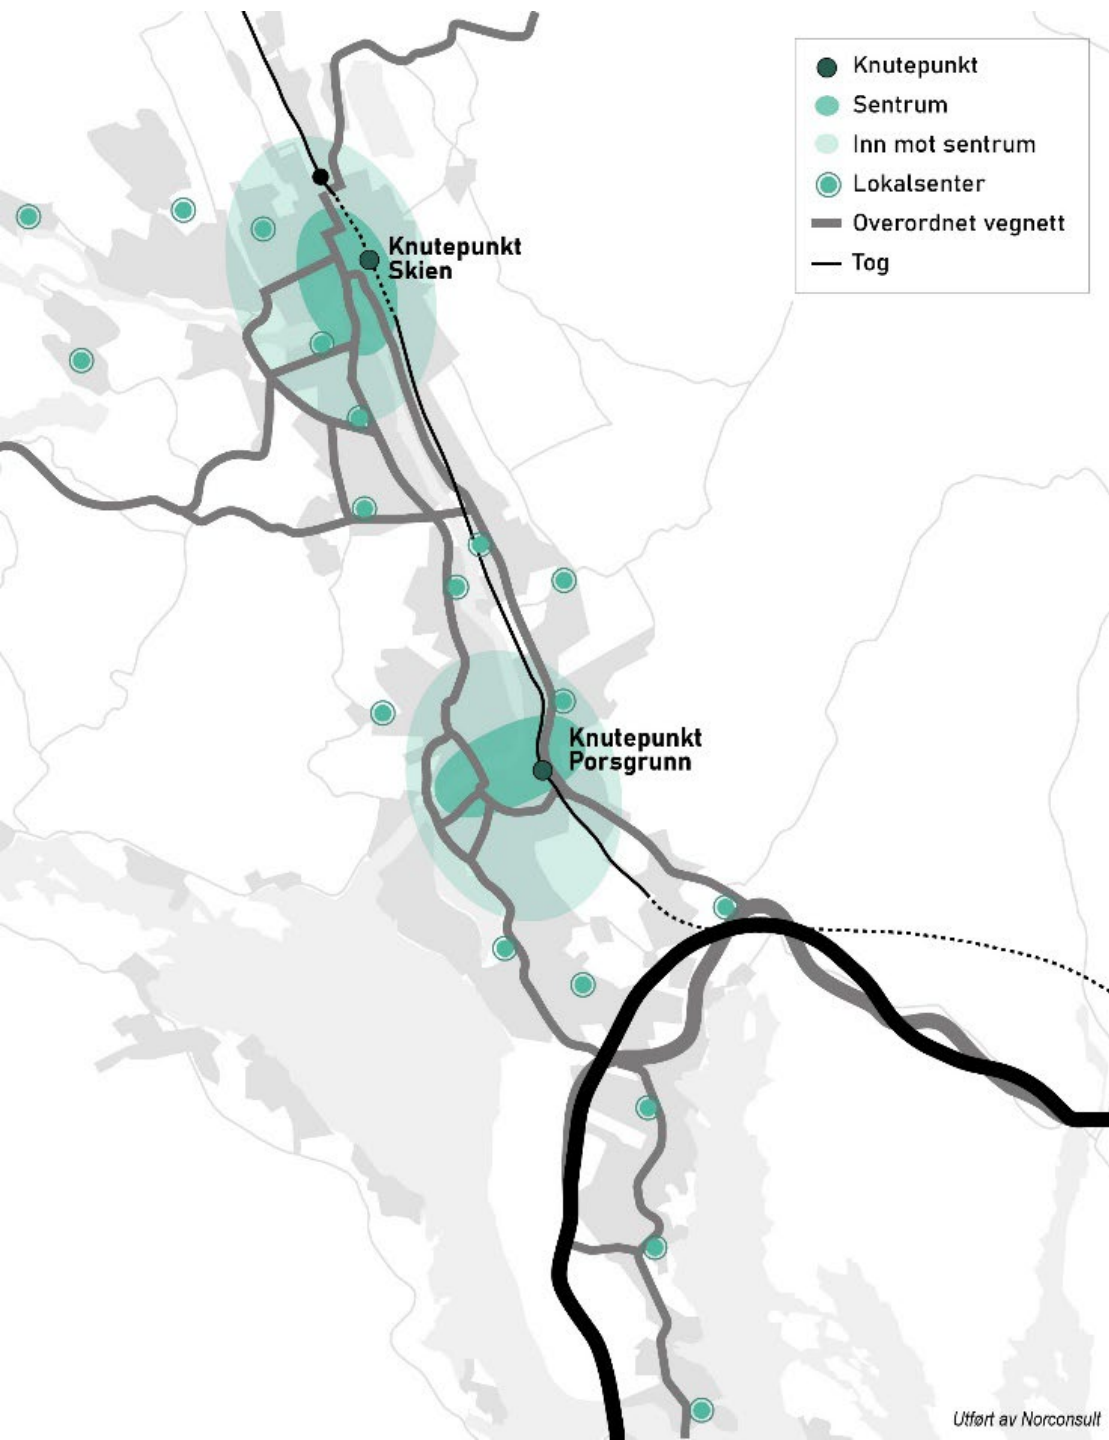 Knutepunkt
Sentrum
Inn mot sentrum
Lokalsenter
Overordnet vegnett
Tog
Knutepunkt
Skien
Knutepunkt
Porsgrunn
Utført av Norconsult